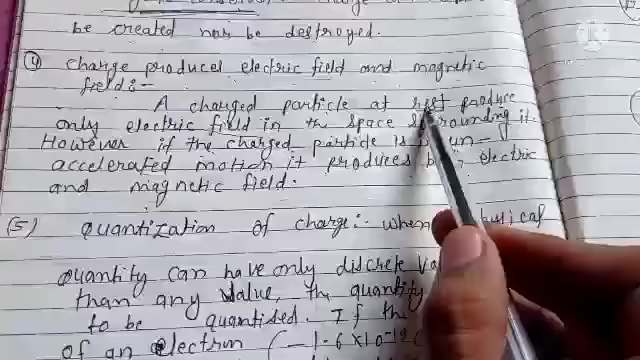 be created nor be destroyed.
(4) charge produces electric field and magnetic
field:-
A charged particle at rest produce
only electric field in the space surrounding it.
However if the charged particle is un-
accelerated motion it produces electric
and magnetic field.
(5) Quantization of charge:- when physical
quantity can have only discrete
than any value, the quantity
to be quantised. If the
of an electron (-1.6×10⁻¹⁹C